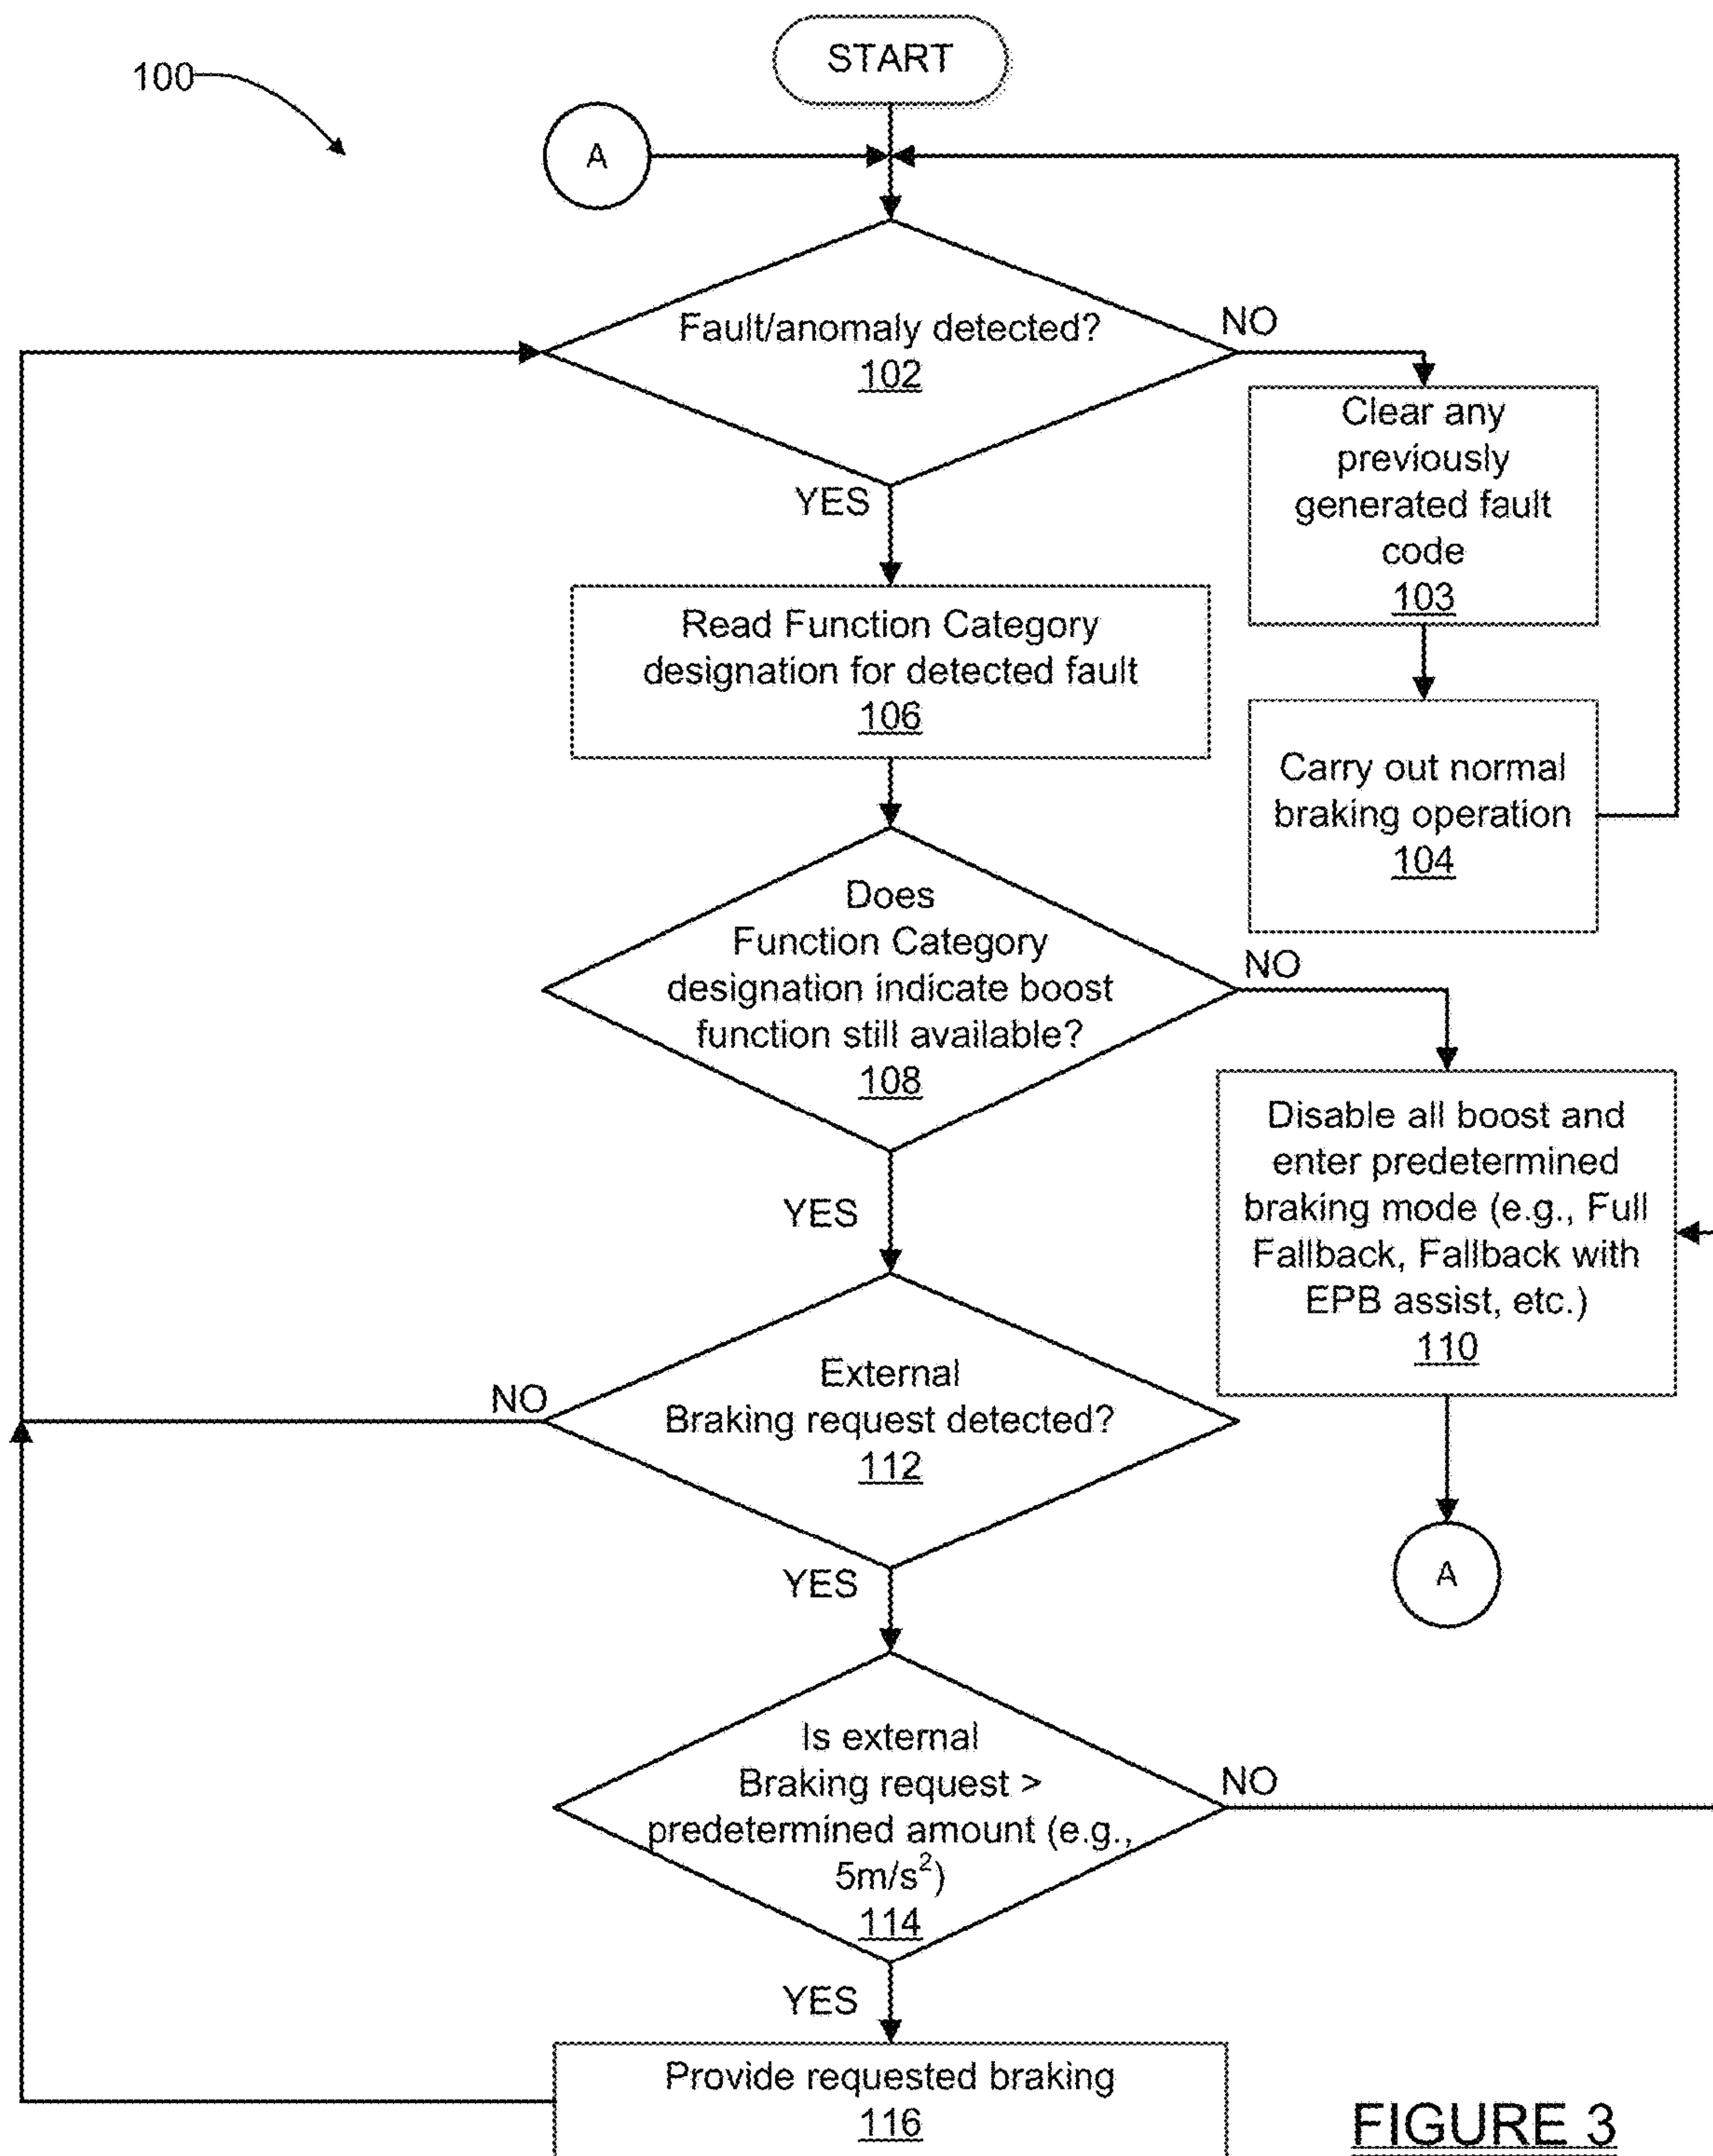 START
100
A
Fault/anomaly detected?
102
NO
YES
Clear any
previously
generated fault
code
103
Read Function Category
designation for detected fault
106
Carry out normal
braking operation
104
Does
Function Category
designation indicate boost
function still available?
108
NO
YES
Disable all boost and
enter predetermined
braking mode (e.g., Full
Fallback, Fallback with
EPB assist, etc.)
110
External
Braking request detected?
112
NO
YES
A
Is external
Braking request >
predetermined amount (e.g.,
5m/s²)
114
NO
YES
Provide requested braking
116
FIGURE 3